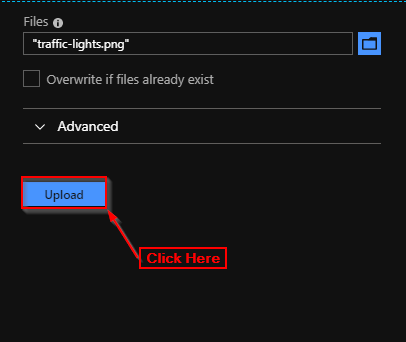 Files
"traffic-lights.png"
Overwrite if files already exist
Advanced
Upload
Click Here